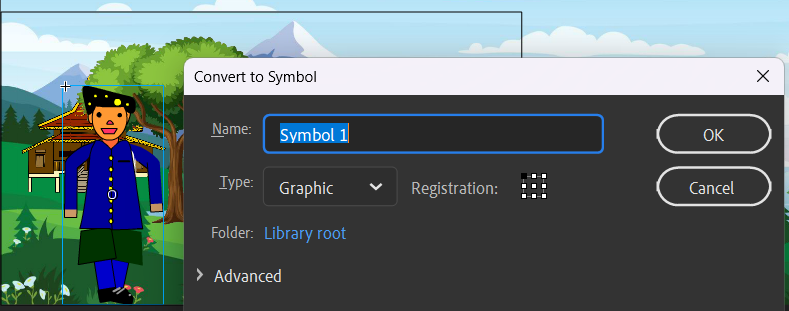 Convert to Symbol
Name: Symbol 1 OK
Type: Graphic Registration: Cancel
Folder: Library root
Advanced